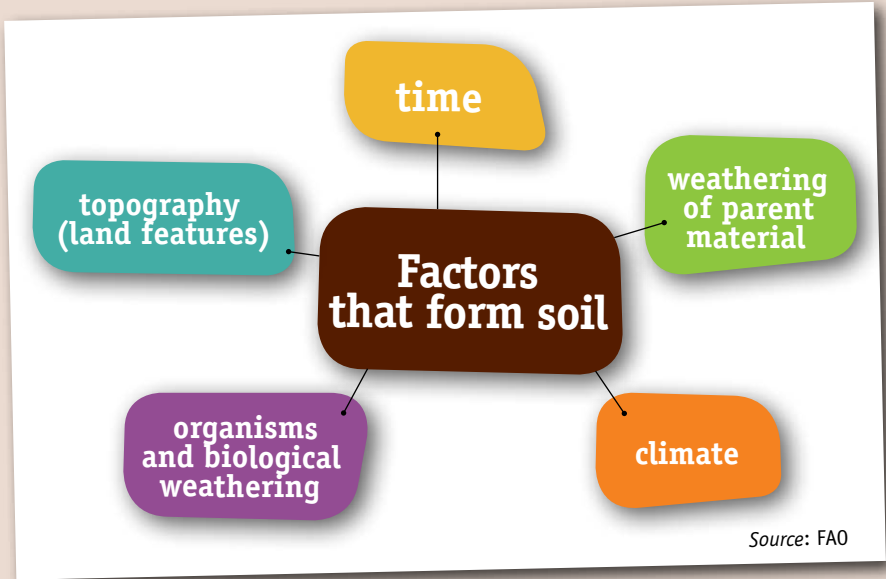 time
topography
(land features)
weathering
of parent
material
Factors
that form soil
organisms
and biological
weathering
climate
Source: FAO